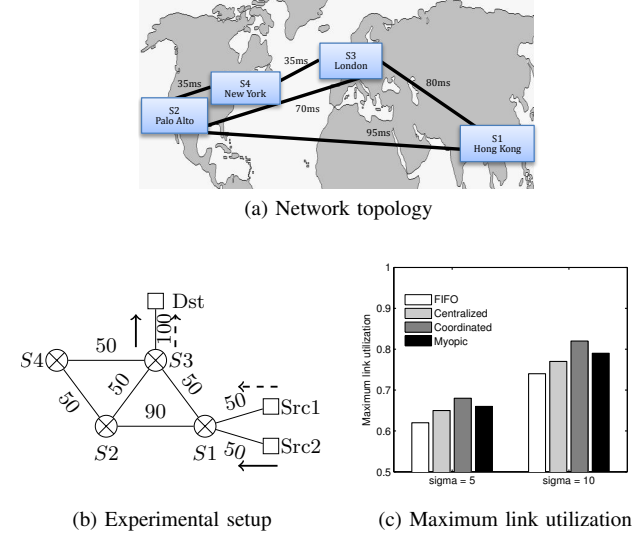 S3
London
35ms
S4
New York
35ms
80ms
S2
Palo Alto
70ms
95ms
S1
Hong Kong
(a) Network topology
Dst
100
50
S4
S3
50
50
50
50
Src1
90
S2
S1
50
Src2
(b) Experimental setup
1
0.9
0.8
0.7
0.6
0.5
Maximum link utilization
FIFO
Centralized
Coordinated
Myopic
sigma = 5
sigma = 10
(c) Maximum link utilization